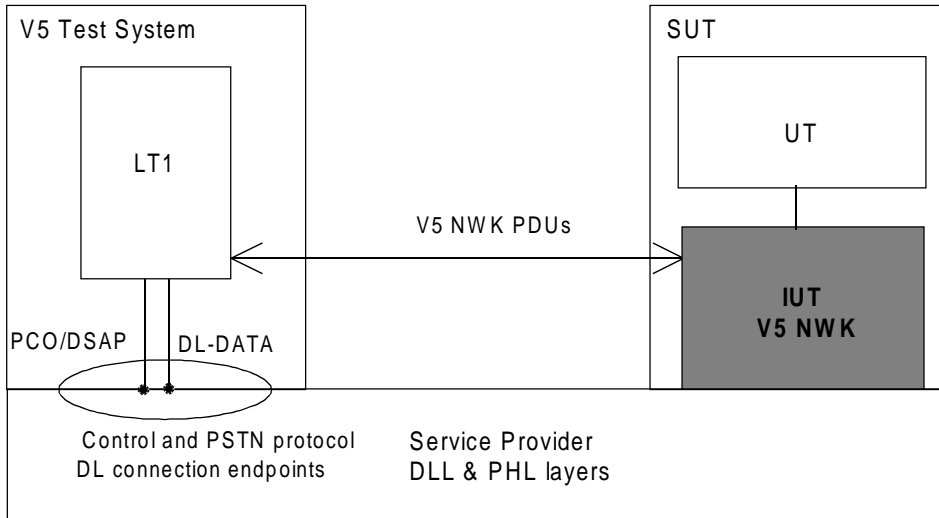 V5 Test System
SUT
UT
LT1
V5 NWK PDUs
IUT
V5 NWK
PCO/DSAP
DL-DATA
Control and PSTN protocol
DL connection endpoints
Service Provider
DLL & PHL layers